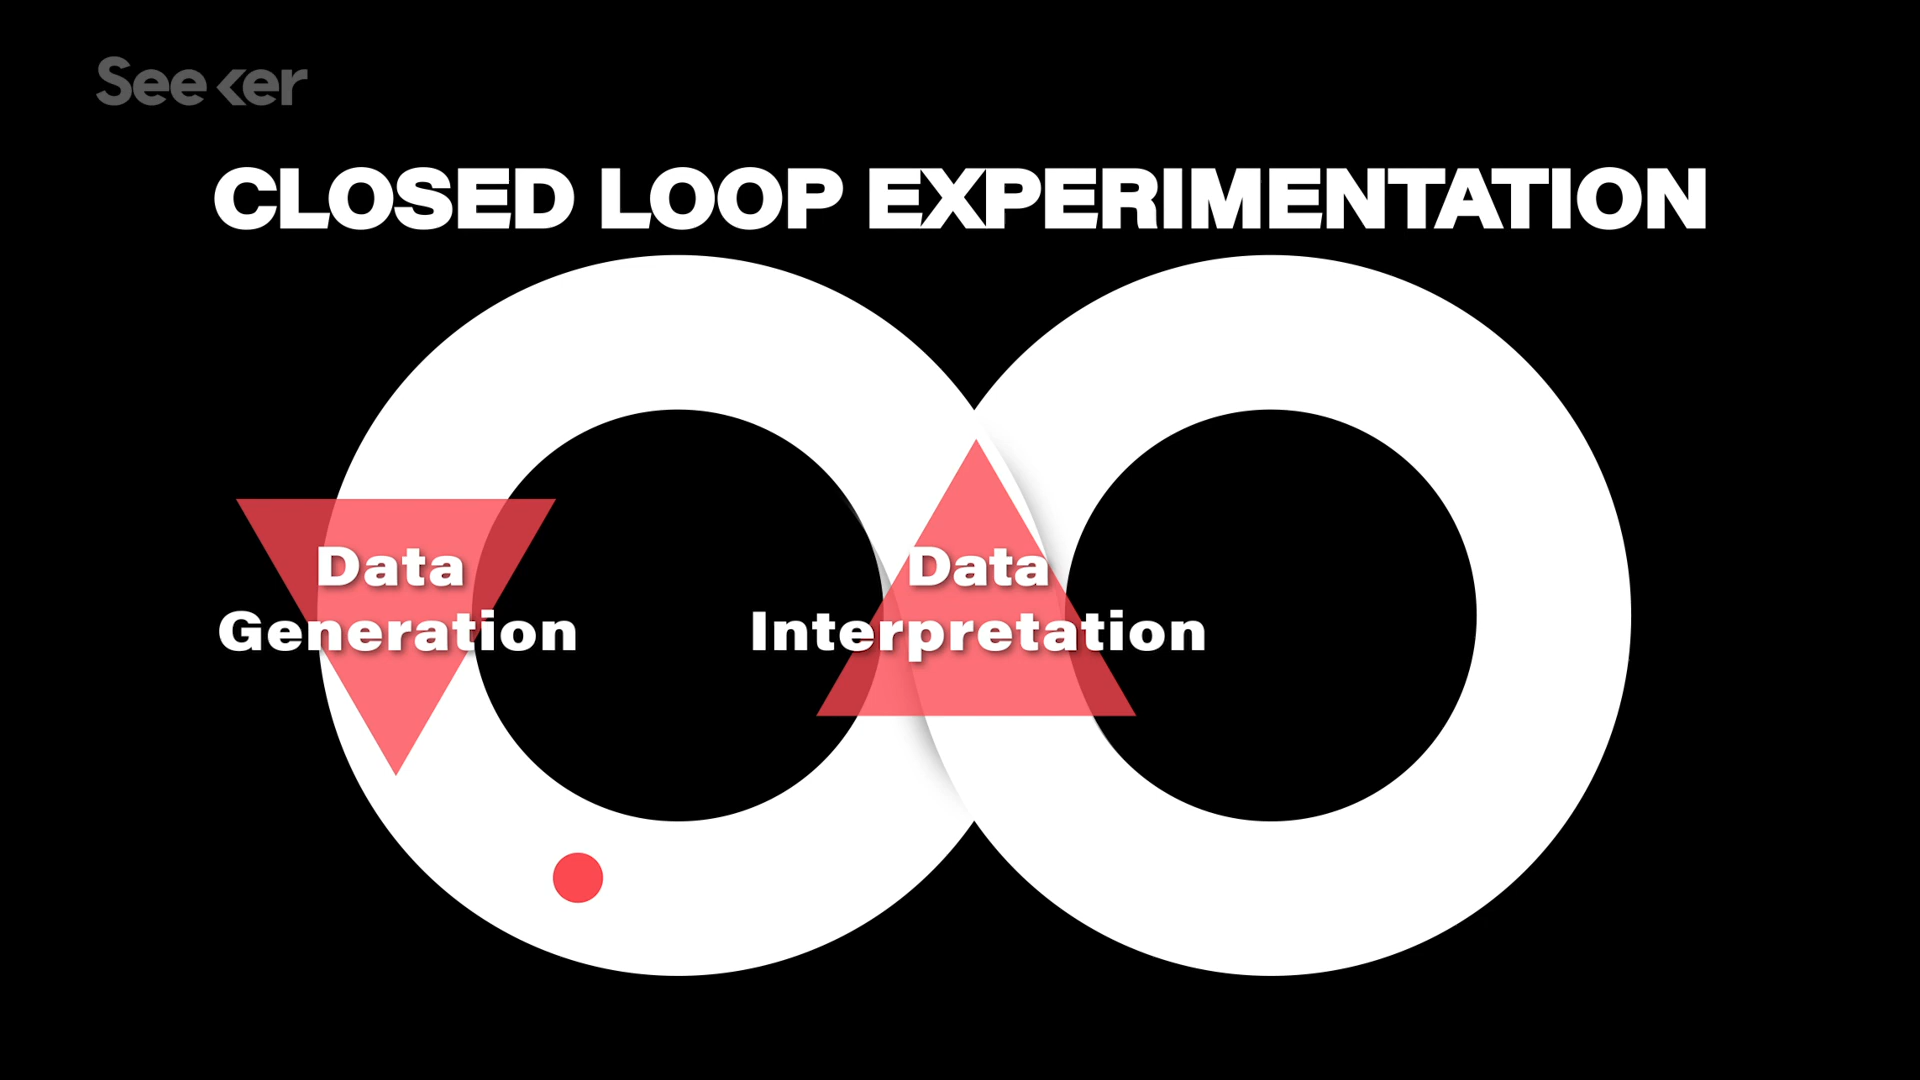 Seeker
CLOSED LOOP EXPERIMENTATION
Data
Generation
Data
Interpretation